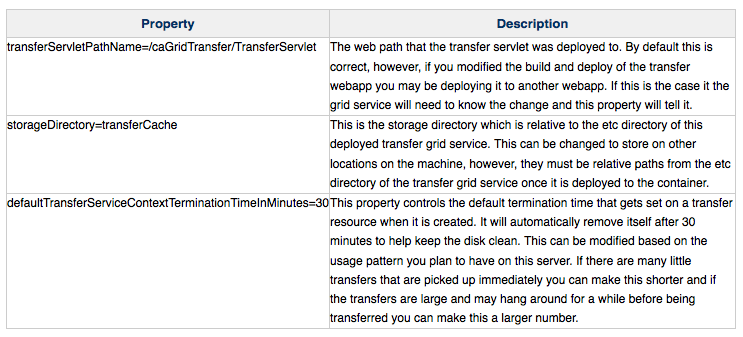 Property Description
transferServletPathName=/caGridTransfer/TransferServlet The web path that the transfer servlet was deployed to. By default this is
correct, however, if you modified the build and deploy of the transfer
webapp you may be deploying it to another webapp. If this is the case it the
grid service will need to know the change and this property will tell it.
storageDirectory=transferCache This is the storage directory which is relative to the etc directory of this
deployed transfer grid service. This can be changed to store on other
locations on the machine, however, they must be relative paths from the etc
directory of the transfer grid service once it is deployed to the container.
defaultTransferServiceContextTerminationTimeInMinutes=30 This property controls the default termination time that gets set on a transfer
resource when it is created. It will automatically remove itself after 30
minutes to help keep the disk clean. This can be modified based on the
usage pattern you plan to have on this server. If there are many little
transfers that are picked up immediately you can make this shorter and if
the transfers are large and may hang around for a while before being
transferred you can make this a larger number.